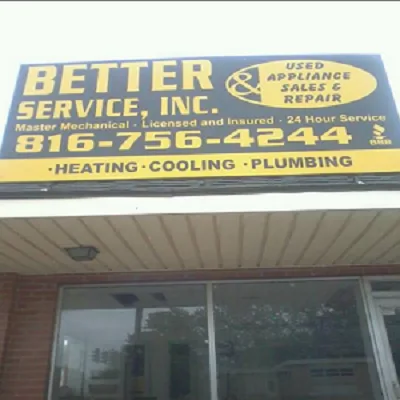 BETTER
SERVICE, INC.
&
USED
APPLIANCE
SALES &
REPAIR
Master Mechanical · Licensed and Insured · 24 Hour Service
816-756-4244
BBB
·HEATING·COOLING·PLUMBING